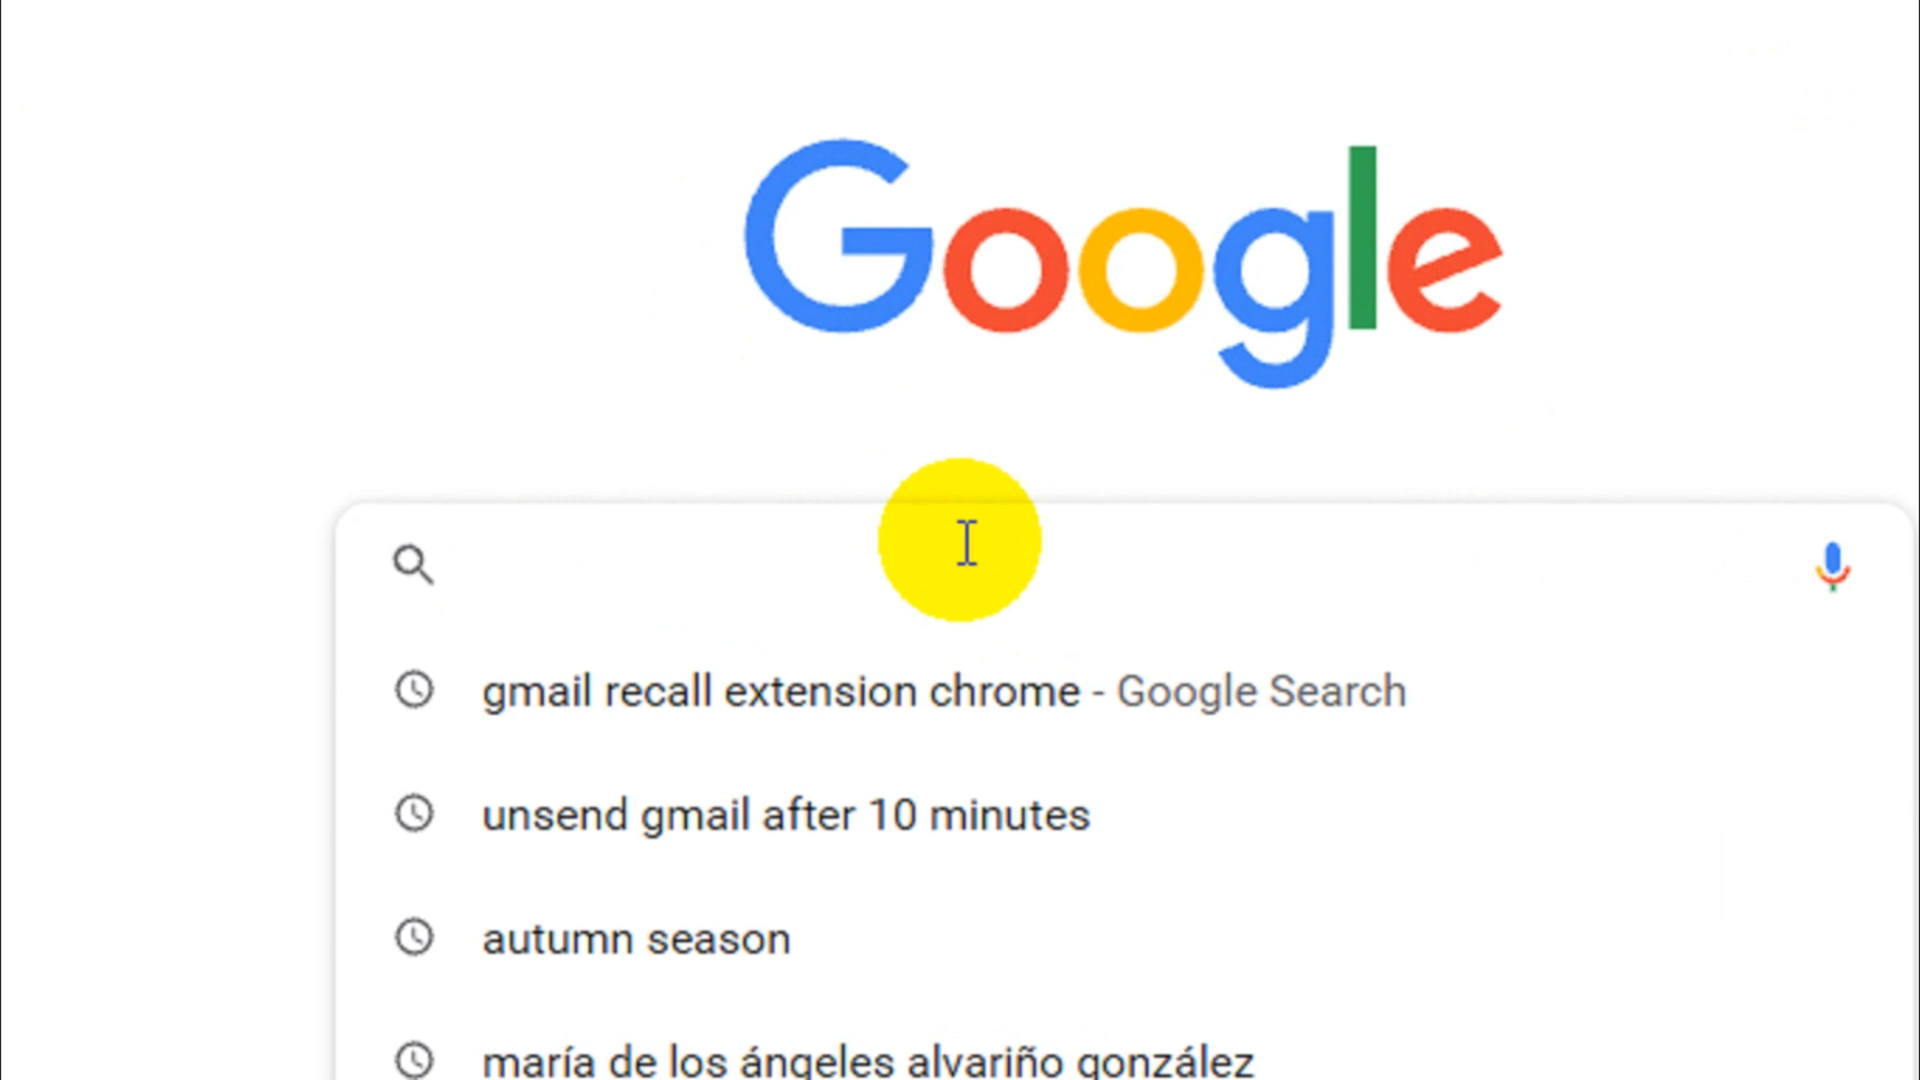 Google
gmail recall extension chrome - Google Search
unsend gmail after 10 minutes
autumn season
maría de los ángeles alvariño gonzález